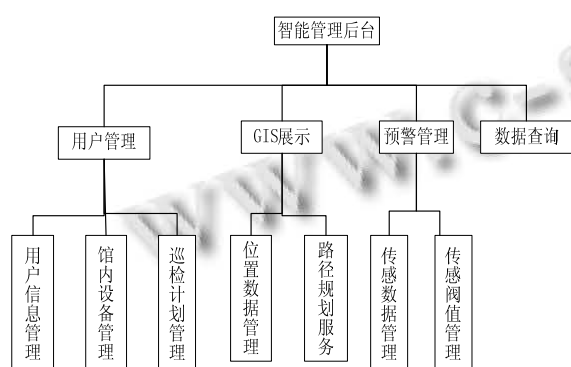 智能管理后台
用户管理
GIS展示
预警管理
数据查询
用户信息管理
馆内设备管理
巡检计划管理
位置数据管理
路径规划服务
传感数据管理
传感阀值管理
www.c-s